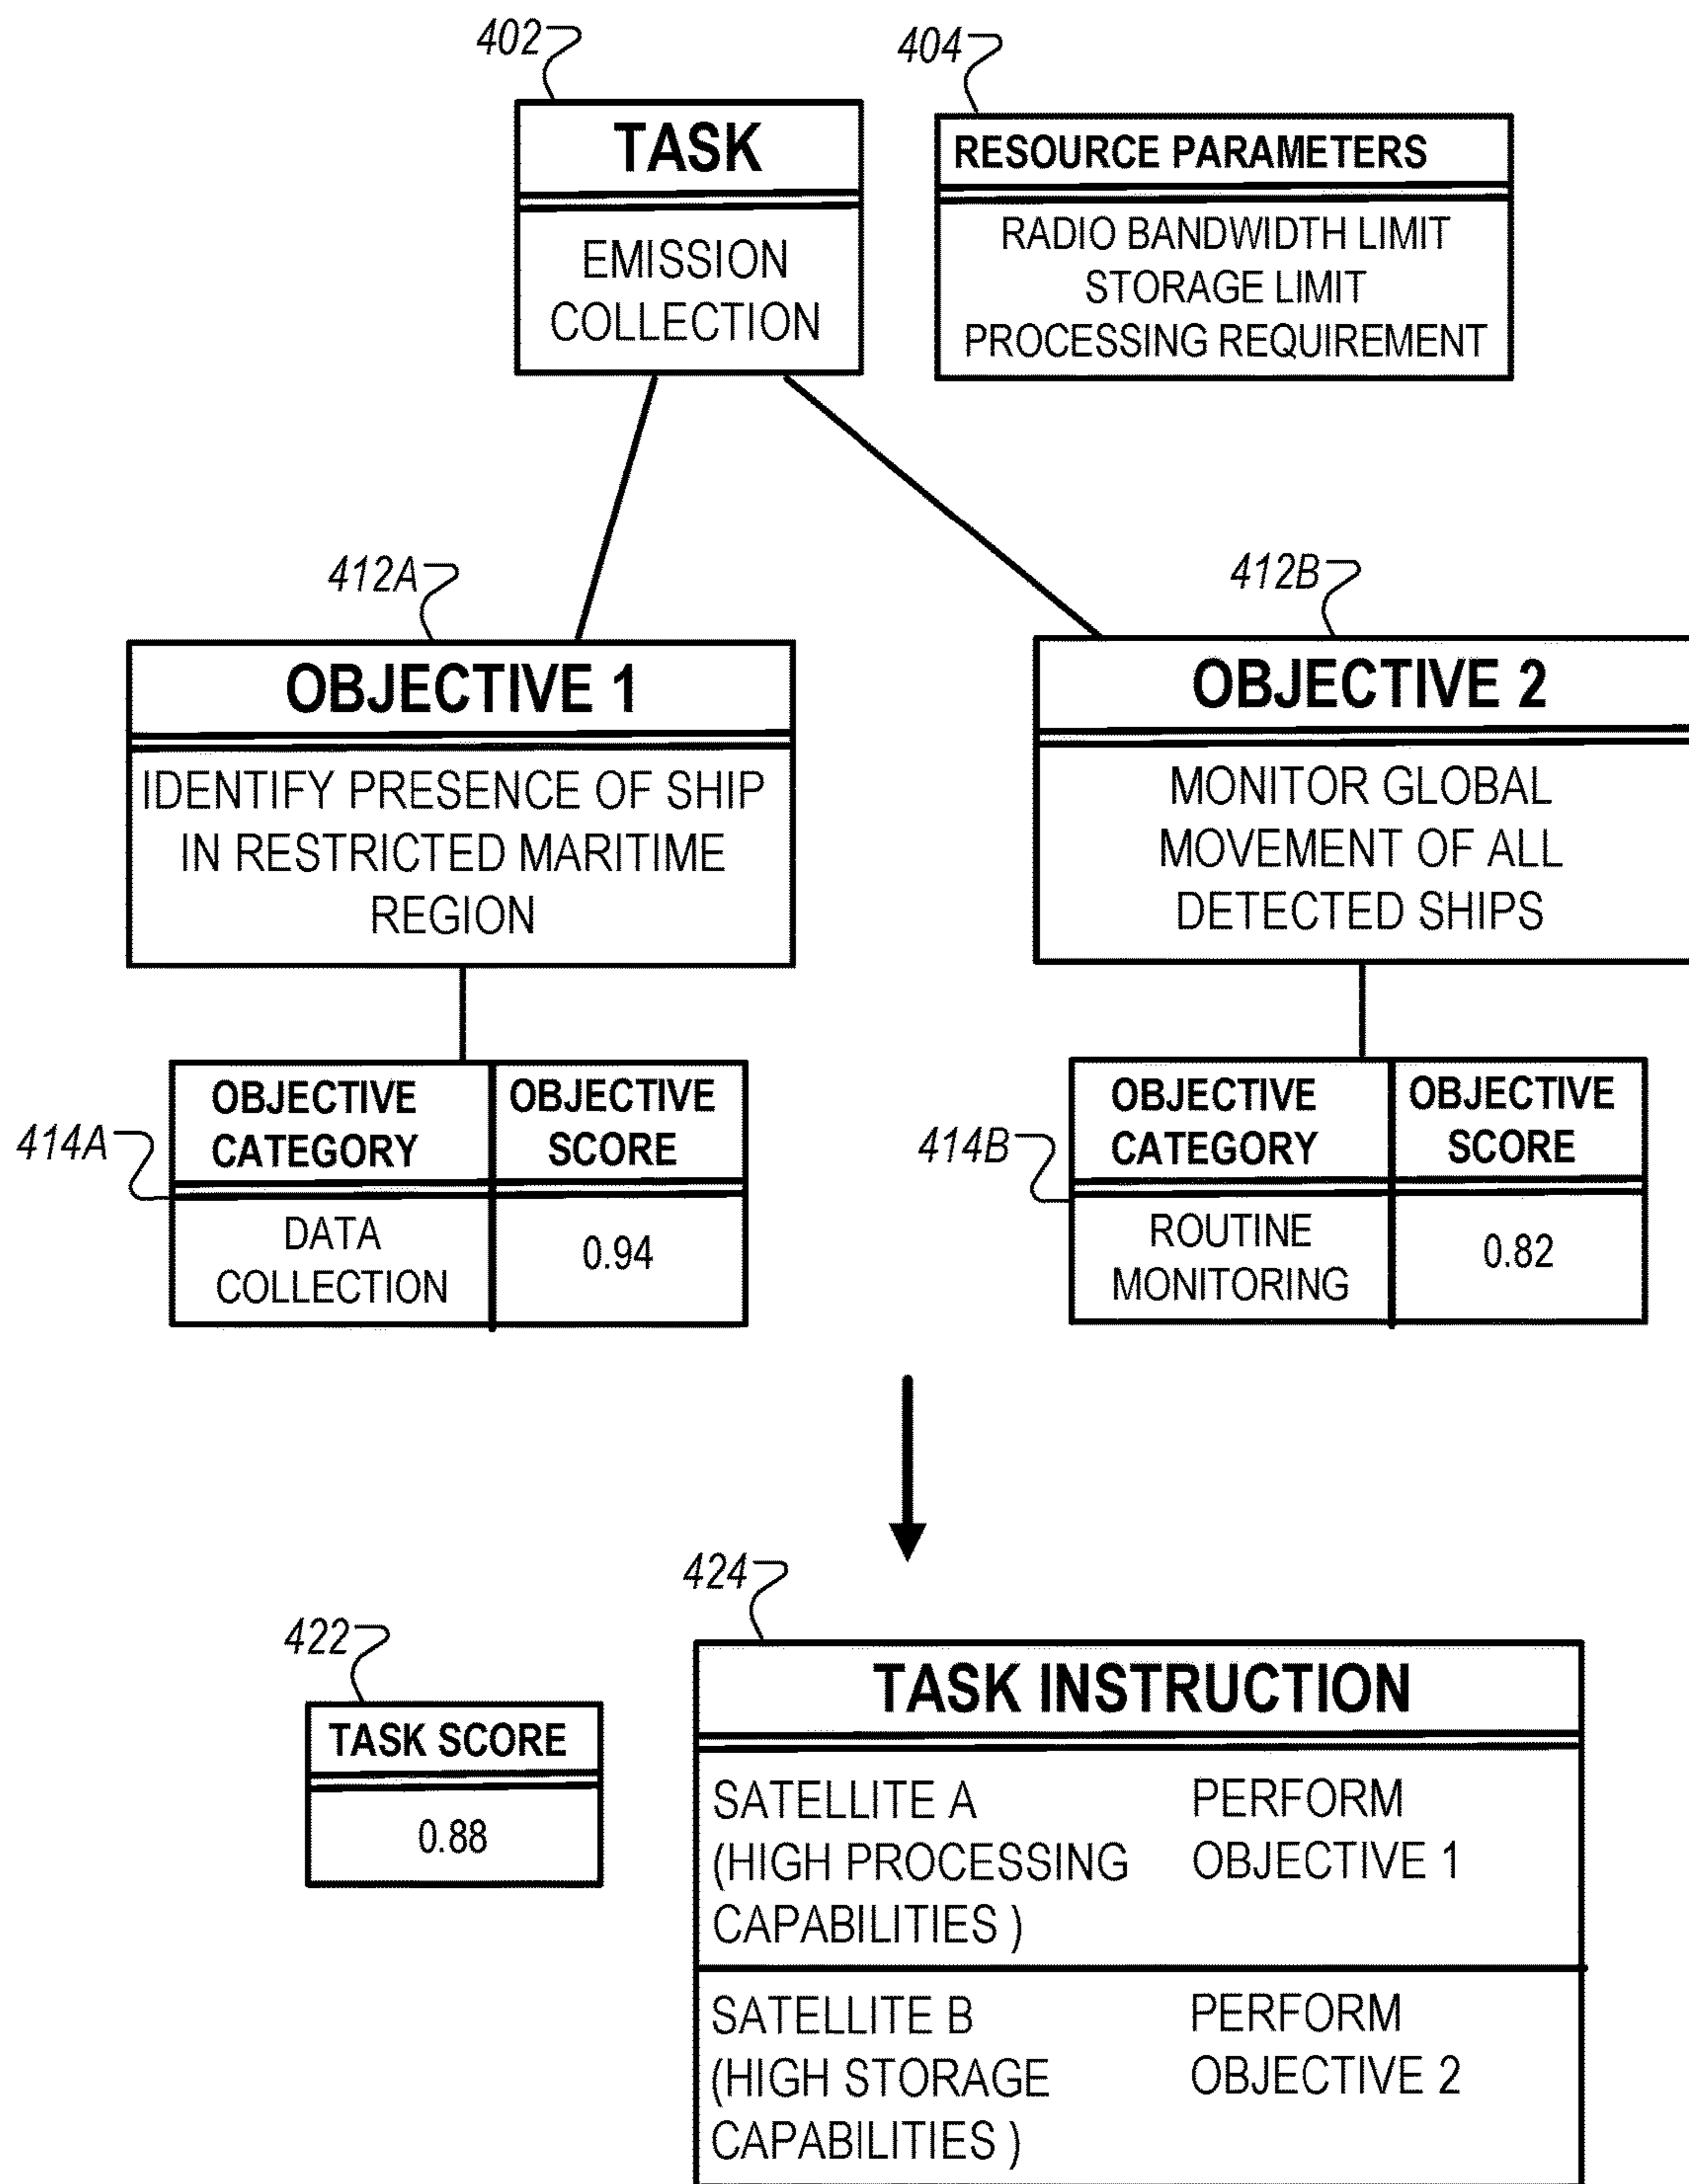 402
404
TASK
EMISSION
COLLECTION
RESOURCE PARAMETERS
RADIO BANDWIDTH LIMIT
STORAGE LIMIT
PROCESSING REQUIREMENT
412A
412B
OBJECTIVE 1
IDENTIFY PRESENCE OF SHIP
IN RESTRICTED MARITIME
REGION
OBJECTIVE 2
MONITOR GLOBAL
MOVEMENT OF ALL
DETECTED SHIPS
414A
OBJECTIVE
CATEGORY
OBJECTIVE
SCORE
DATA
COLLECTION
0.94
414B
OBJECTIVE
CATEGORY
OBJECTIVE
SCORE
ROUTINE
MONITORING
0.82
422
TASK SCORE
0.88
424
TASK INSTRUCTION
SATELLITE A
(HIGH PROCESSING
CAPABILITIES )
PERFORM
OBJECTIVE 1
SATELLITE B
(HIGH STORAGE
CAPABILITIES )
PERFORM
OBJECTIVE 2